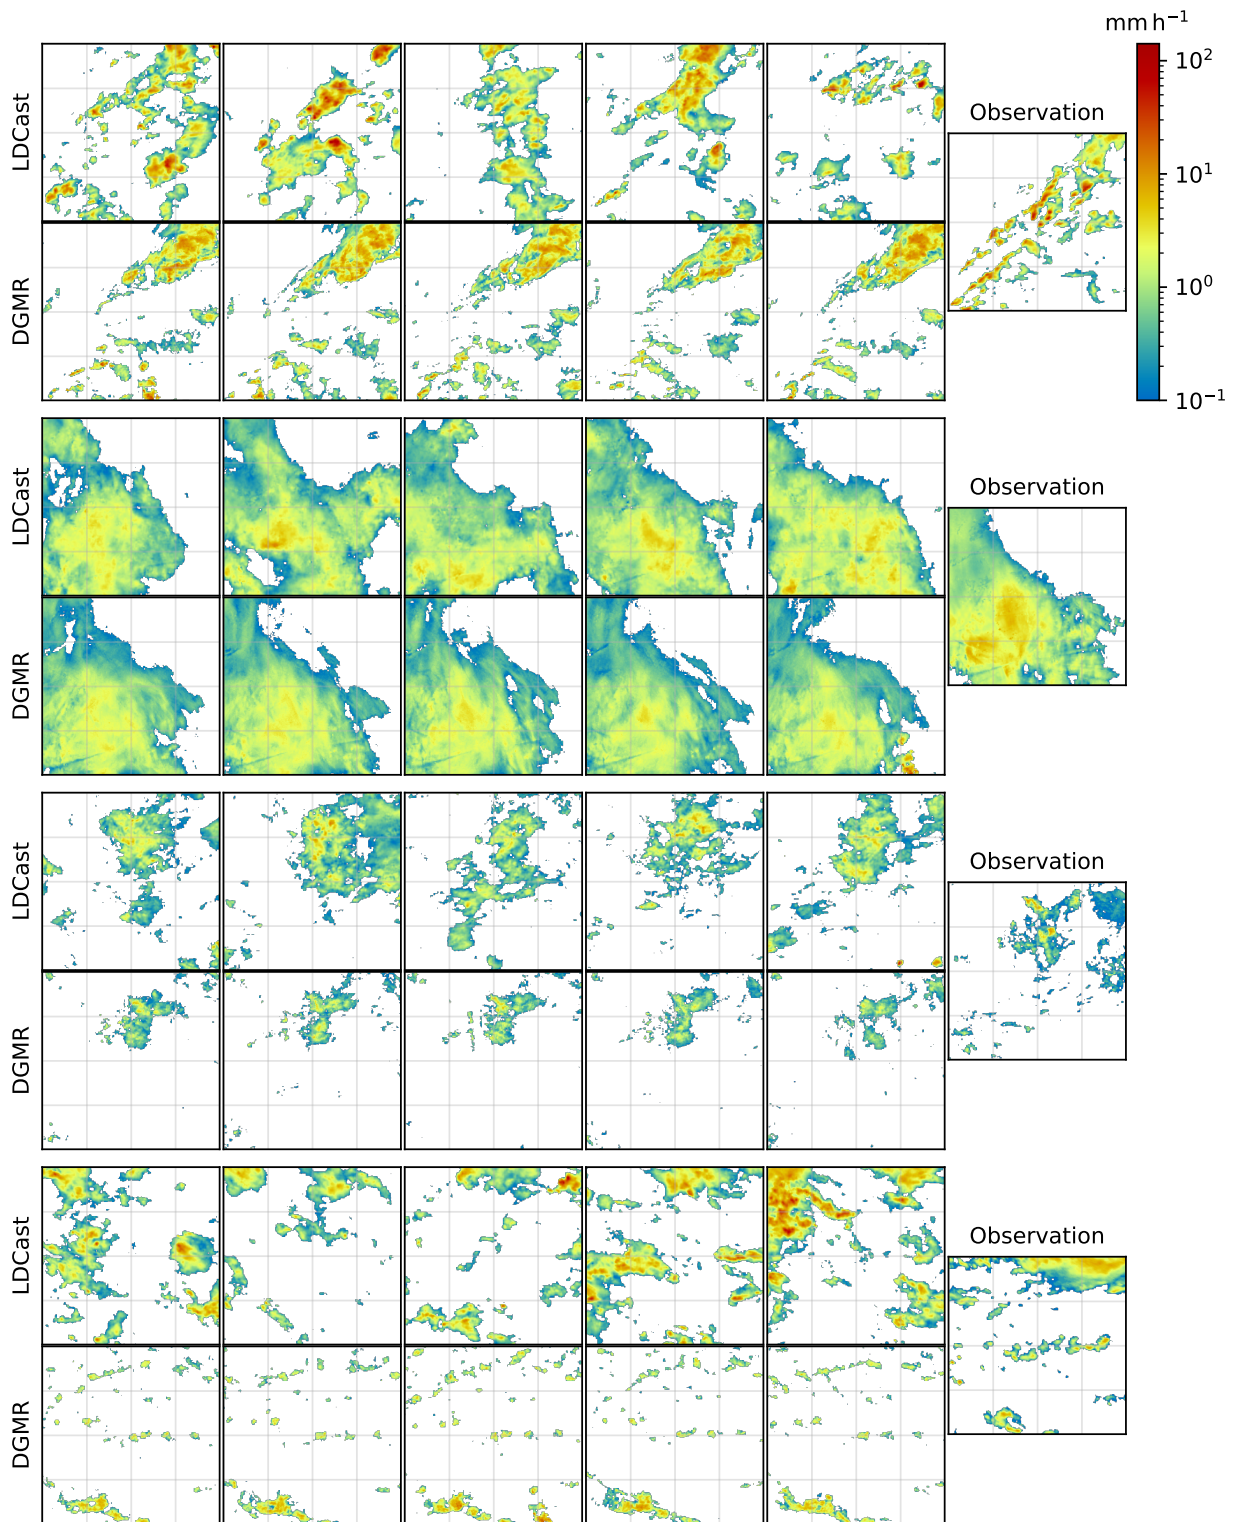 mm h⁻¹
10²
10¹
10⁰
10⁻¹
LDCast
DGMR
Observation
LDCast
DGMR
Observation
LDCast
DGMR
Observation
LDCast
DGMR
Observation